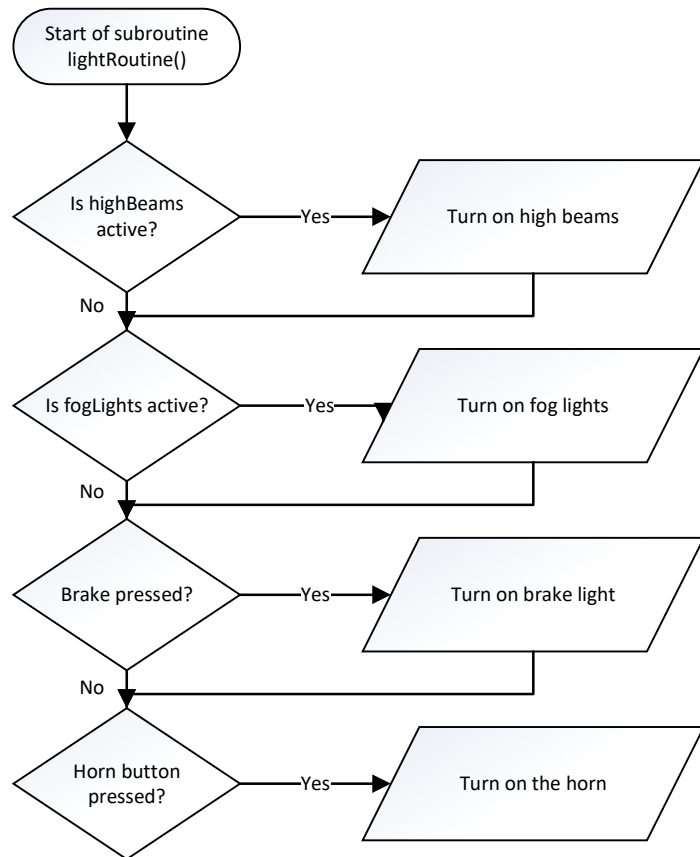 Start of subroutine
lightRoutine()
Is highBeams
active?
Yes
Turn on high beams
No
Is fogLights active?
Yes
Turn on fog lights
No
Brake pressed?
Yes
Turn on brake light
No
Horn button
pressed?
Yes
Turn on the horn